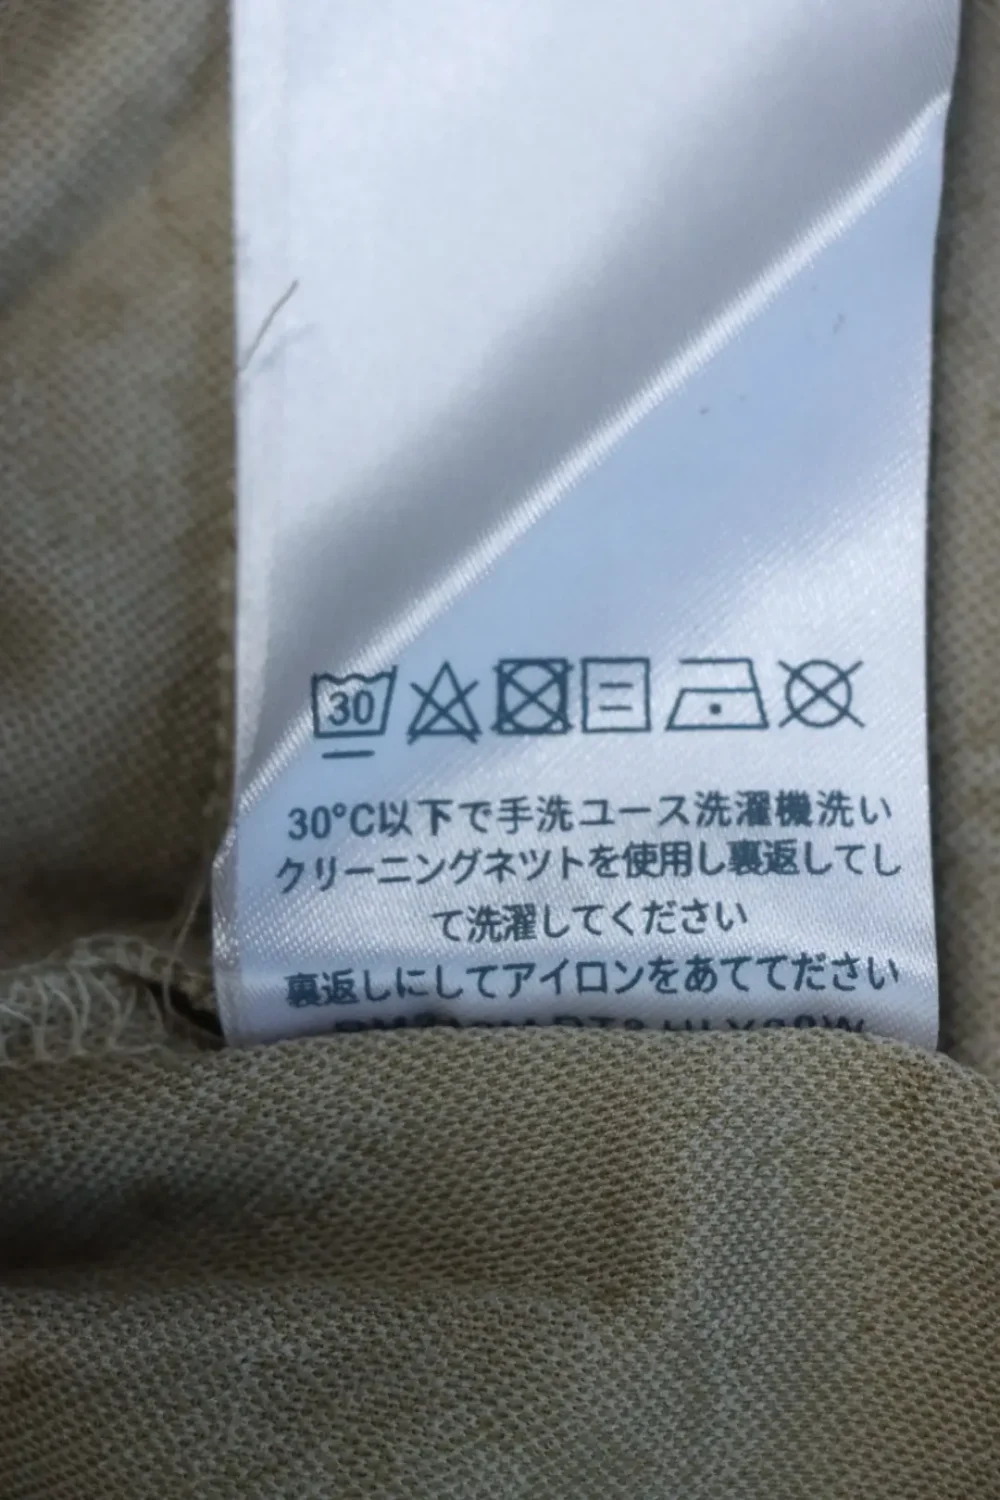 30
30°C以下で手洗ユース洗濯機洗い
クリーニングネツトを使用し裏返してし
て洗濯してください
裏返しにしてアイロンをあててださい